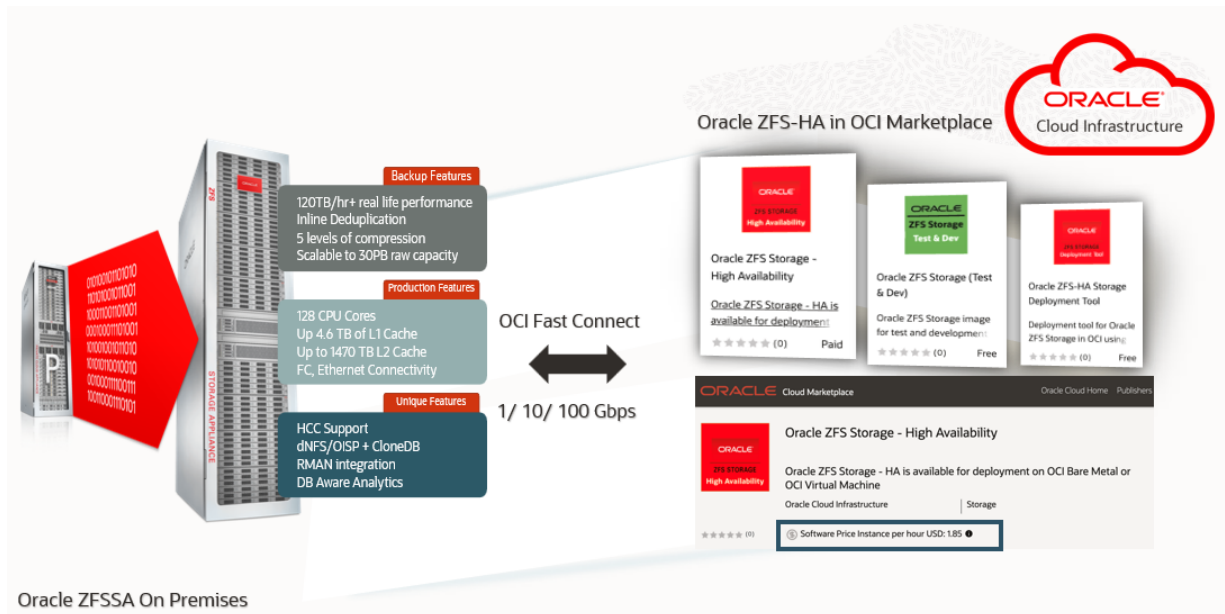 ORACLE
Cloud Infrastructure
Oracle ZFS-HA in OCI Marketplace
ORACLE
ZFS STORAGE
High Availability
Oracle ZFS Storage -
High Availability
Oracle ZFS Storage - HA is
available for deployment
(0)
Paid
ORACLE
ZFS Storage
Test & Dev
Oracle ZFS Storage (Test
& Dev)
Oracle ZFS Storage image
for test and development
(0)
Free
ORACLE
ZFS STORAGE
Deployment Tool
Oracle ZFS-HA Storage
Deployment Tool
Deployment tool for Oracle
ZFS Storage in OCI using
(0)
Free
Backup Features
120TB/hr+ real life performance
Inline Deduplication
5 levels of compression
Scalable to 30PB raw capacity
Production Features
128 CPU Cores
Up 4.6 TB of L1 Cache
Up to 1470 TB L2 Cache
FC, Ethernet Connectivity
Unique Features
HCC Support
dNFS/OISP + CloneDB
RMAN integration
DB Aware Analytics
ZFS
ORACLE
STORAGE APPLIANCE
P
OCI Fast Connect
1/ 10/ 100 Gbps
ORACLE Cloud Marketplace
Oracle Cloud Home Publishers
ORACLE
ZFS STORAGE
High Availability
Oracle ZFS Storage - High Availability
Oracle ZFS Storage - HA is available for deployment on OCI Bare Metal or
OCI Virtual Machine
Oracle Cloud Infrastructure
Storage
(0)
Software Price Instance per hour USD: 1.85
Oracle ZFSSA On Premises